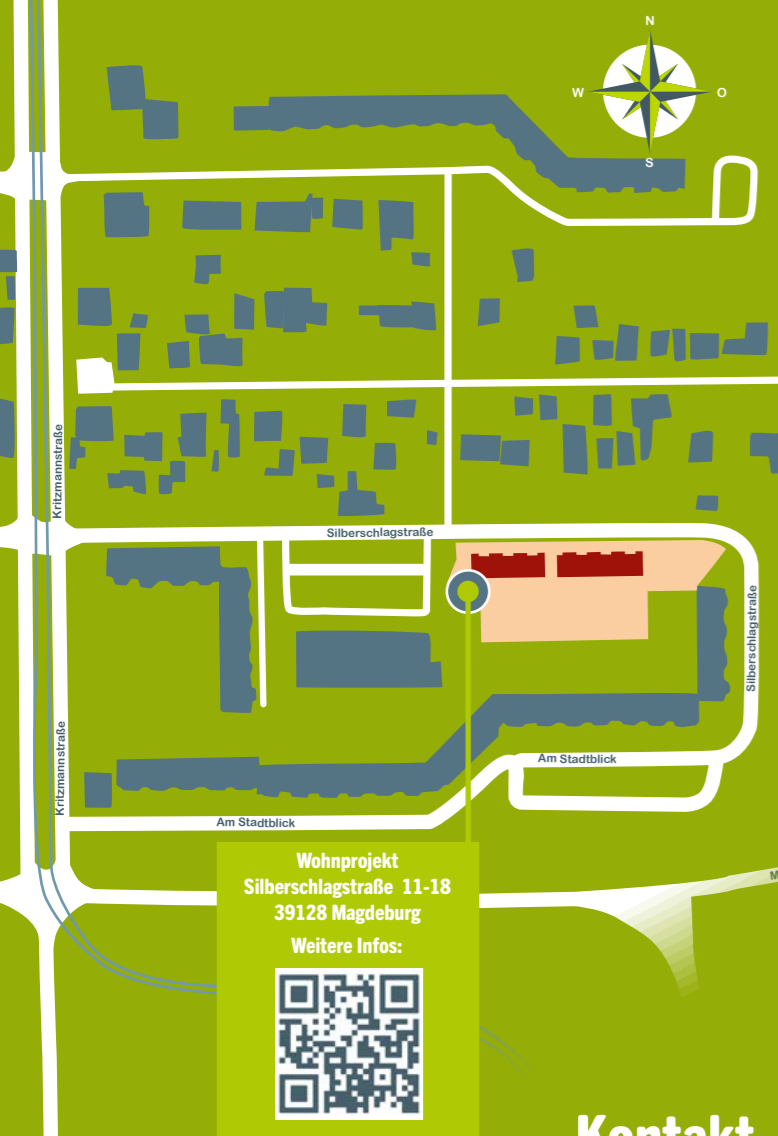 N
W
O
S
Kritzmannstraße
Silberschlagstraße
Silberschlagstraße
Kritzmannstraße
Am Stadtblick
Am Stadtblick
Wohnprojekt
Silberschlagstraße 11-18
39128 Magdeburg
Weitere Infos:
M
Kontakt